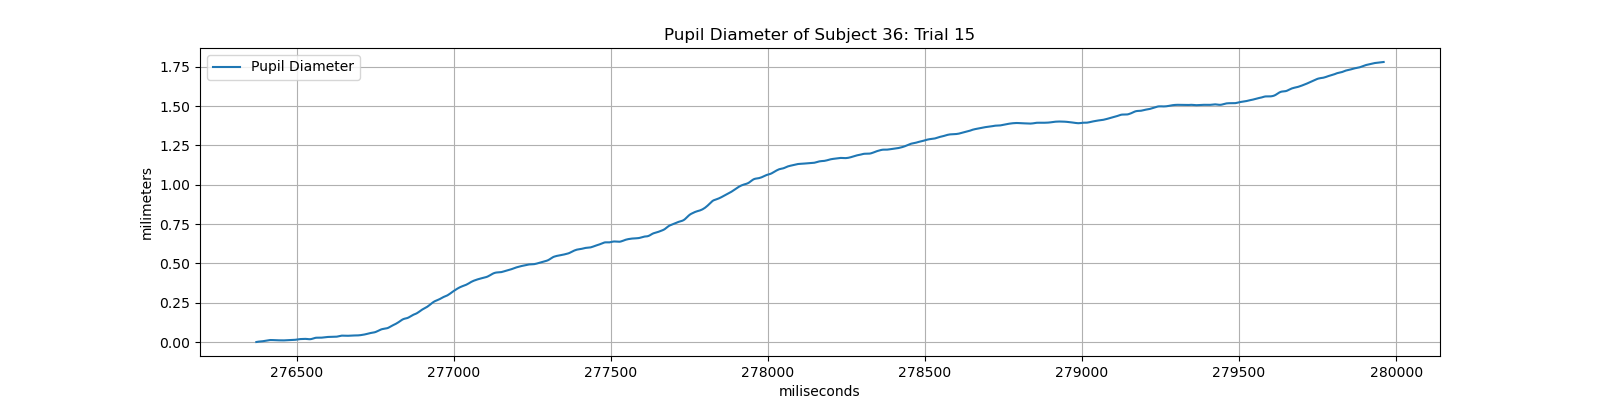 Pupil Diameter of Subject 36: Trial 15
Pupil Diameter
1.75
1.50
1.25
1.00
0.75
0.50
0.25
0.00
milimeters
276500 277000 277500 278000 278500 279000 279500 280000
miliseconds